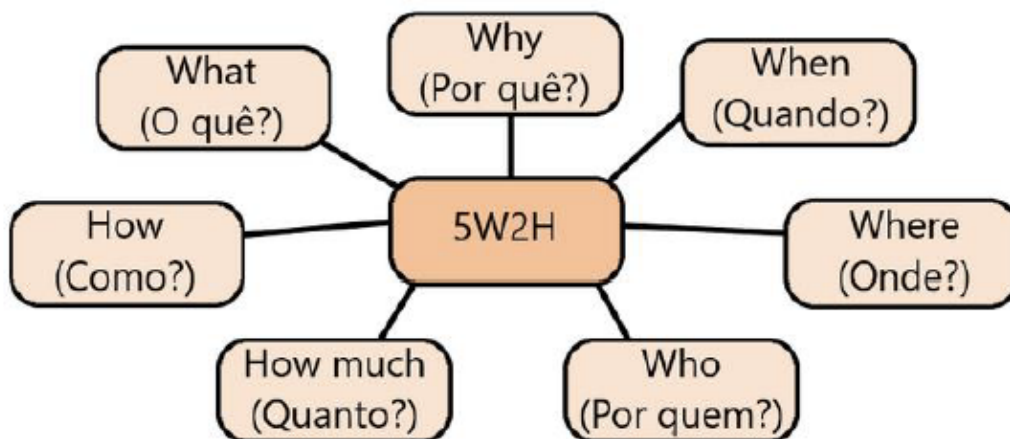 What
(O quê?)
Why
(Por quê?)
When
(Quando?)
How
(Como?)
5W2H
Where
(Onde?)
How much
(Quanto?)
Who
(Por quem?)